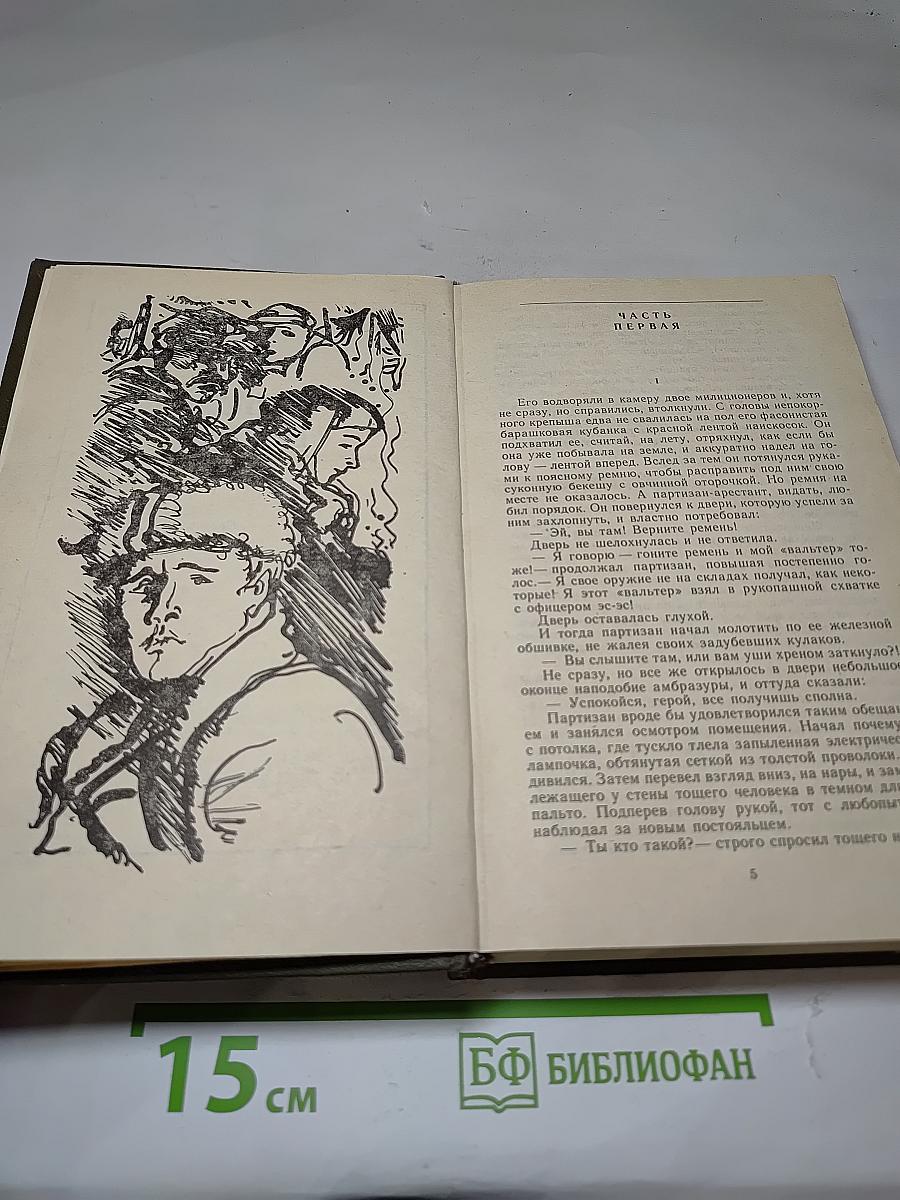 ЧАСТЬ
ПЕРВАЯ
1
Его водворяли в камеру двое милиционеров и, хотя
не сразу, но справились, втолкнули. С головы непокор-
ного крепыша едва не свалилась на пол его фасонистая
барашковая кубанка с красной лентой наискосок. Он
подхватил ее, считай, на лету, отряхнул, как если бы
она уже побывала на земле, и аккуратно надел на го-
лову — лентой вперед. Вслед за тем он потянулся рука-
ми к поясному ремню, чтобы расправить под ним свою
суконную бекешу с овчинной оторочкой. Но ремня на
месте не оказалось. А партизан-арестант, видать, лю-
бил порядок. Он повернулся к двери, которую успели за
ним захлопнуть, и властно потребовал:
— Эй, вы там! Верните ремень!
Дверь не шелохнулась и не ответила.
— Я говорю — гоните ремень и мой «вальтер» то-
же!— продолжал партизан, повышая постепенно го-
лос.— Я свое оружие не на складах получал, как неко-
торые! Я этот «вальтер» взял в рукопашной схватке
с офицером эс-эс!
Дверь оставалась глухой.
И тогда партизан начал молотить по ее железной
обшивке, не жалея своих задубевших кулаков.
— Вы слышите там, или вам уши хреном заткнуло?!
Не сразу, но все же открылось в двери небольшое
оконце наподобие амбразуры, и оттуда сказали:
— Успокойся, герой, все получишь сполна.
Партизан вроде бы удовлетворился таким обещан
ем и занялся осмотром помещения. Начал почему
с потолка, где тускло тлела запыленная электричес
лампочка, обтянутая сеткой из толстой проволоки.
дивился. Затем перевел взгляд вниз, на нары, и зам
лежащего у стены тощего человека в темном дли
пальто. Подперев голову рукой, тот с любопыт
наблюдал за новым постояльцем.
— Ты кто такой?— строго спросил тощего
5
15 см
БФ БИБЛИОФАН